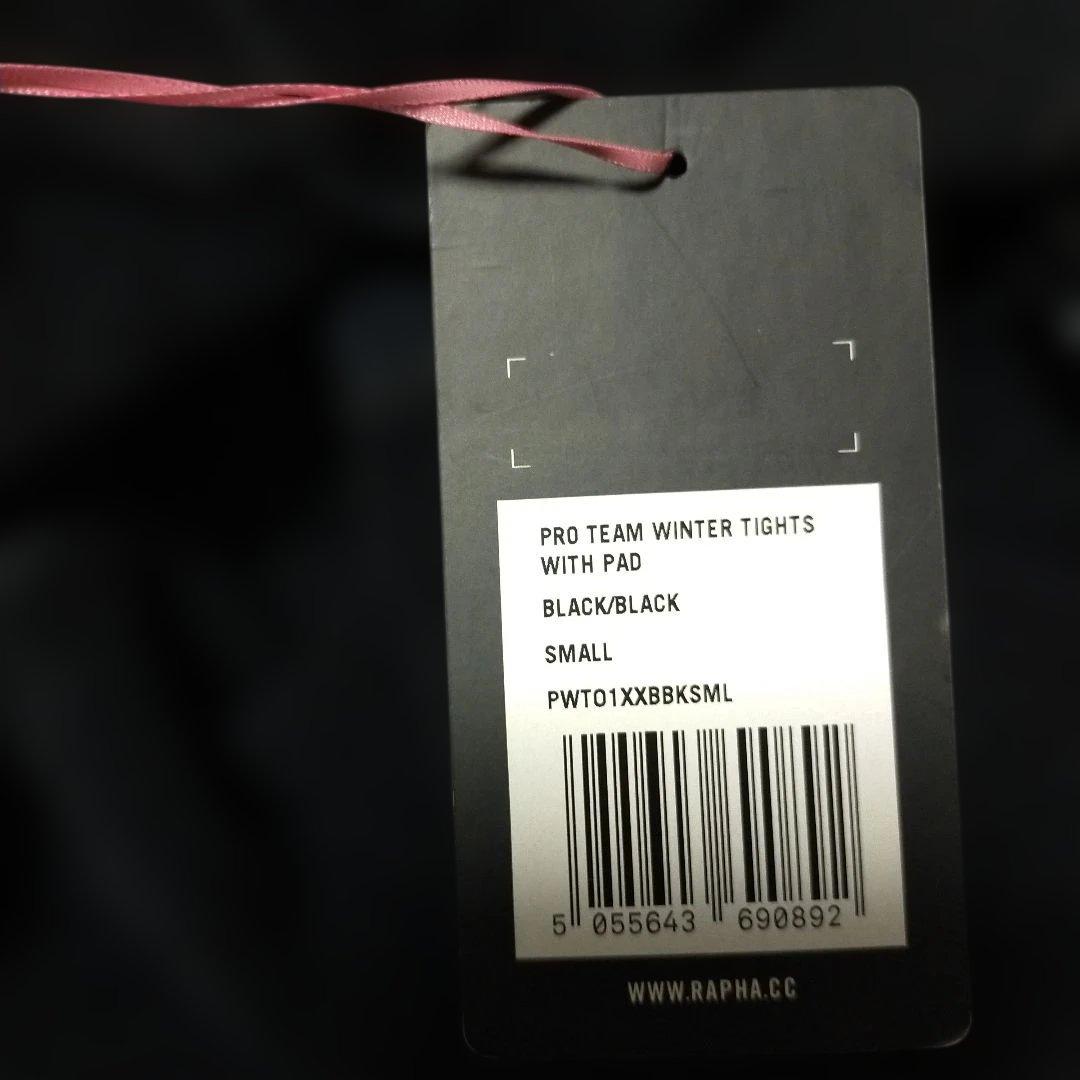 PRO TEAM WINTER TIGHTS
WITH PAD
BLACK/BLACK
SMALL
PWT01XXBBKSML
5 055643 690892
WWW.RAPHA.CC